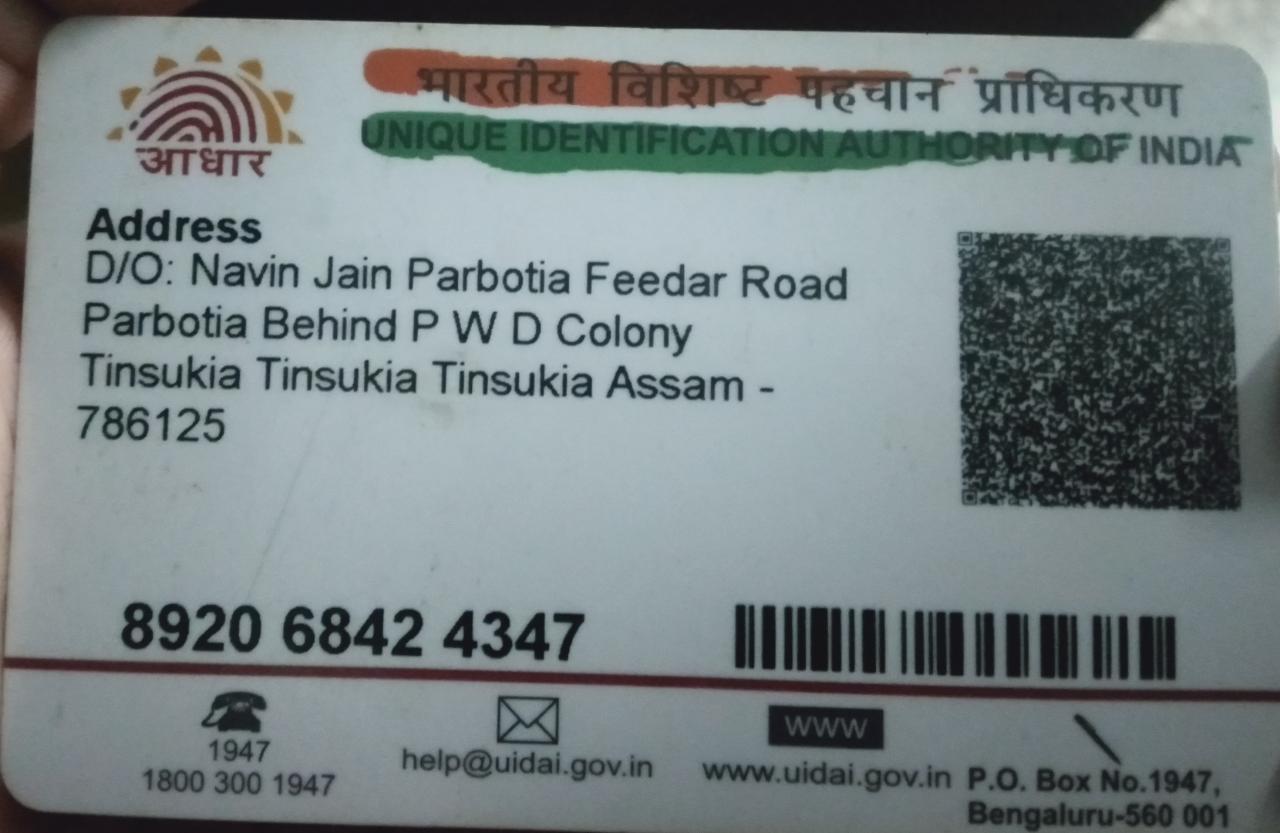 आधार
भारतीय विशिष्ट पहचान प्राधिकरण
UNIQUE IDENTIFICATION AUTHORITY OF INDIA
Address
D/O: Navin Jain Parbotia Feedar Road
Parbotia Behind P W D Colony
Tinsukia Tinsukia Tinsukia Assam -
786125
8920 6842 4347
1947
1800 300 1947
help@uidai.gov.in
WWW
www.uidai.gov.in
P.O. Box No.1947,
Bengaluru-560 001